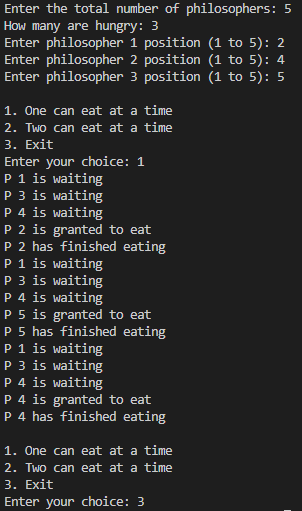 Enter the total number of philosophers: 5
How many are hungry: 3
Enter philosopher 1 position (1 to 5): 2
Enter philosopher 2 position (1 to 5): 4
Enter philosopher 3 position (1 to 5): 5

1. One can eat at a time
2. Two can eat at a time
3. Exit
Enter your choice: 1
P 1 is waiting
P 3 is waiting
P 4 is waiting
P 2 is granted to eat
P 2 has finished eating
P 1 is waiting
P 3 is waiting
P 4 is waiting
P 5 is granted to eat
P 5 has finished eating
P 1 is waiting
P 3 is waiting
P 4 is waiting
P 4 is granted to eat
P 4 has finished eating

1. One can eat at a time
2. Two can eat at a time
3. Exit
Enter your choice: 3